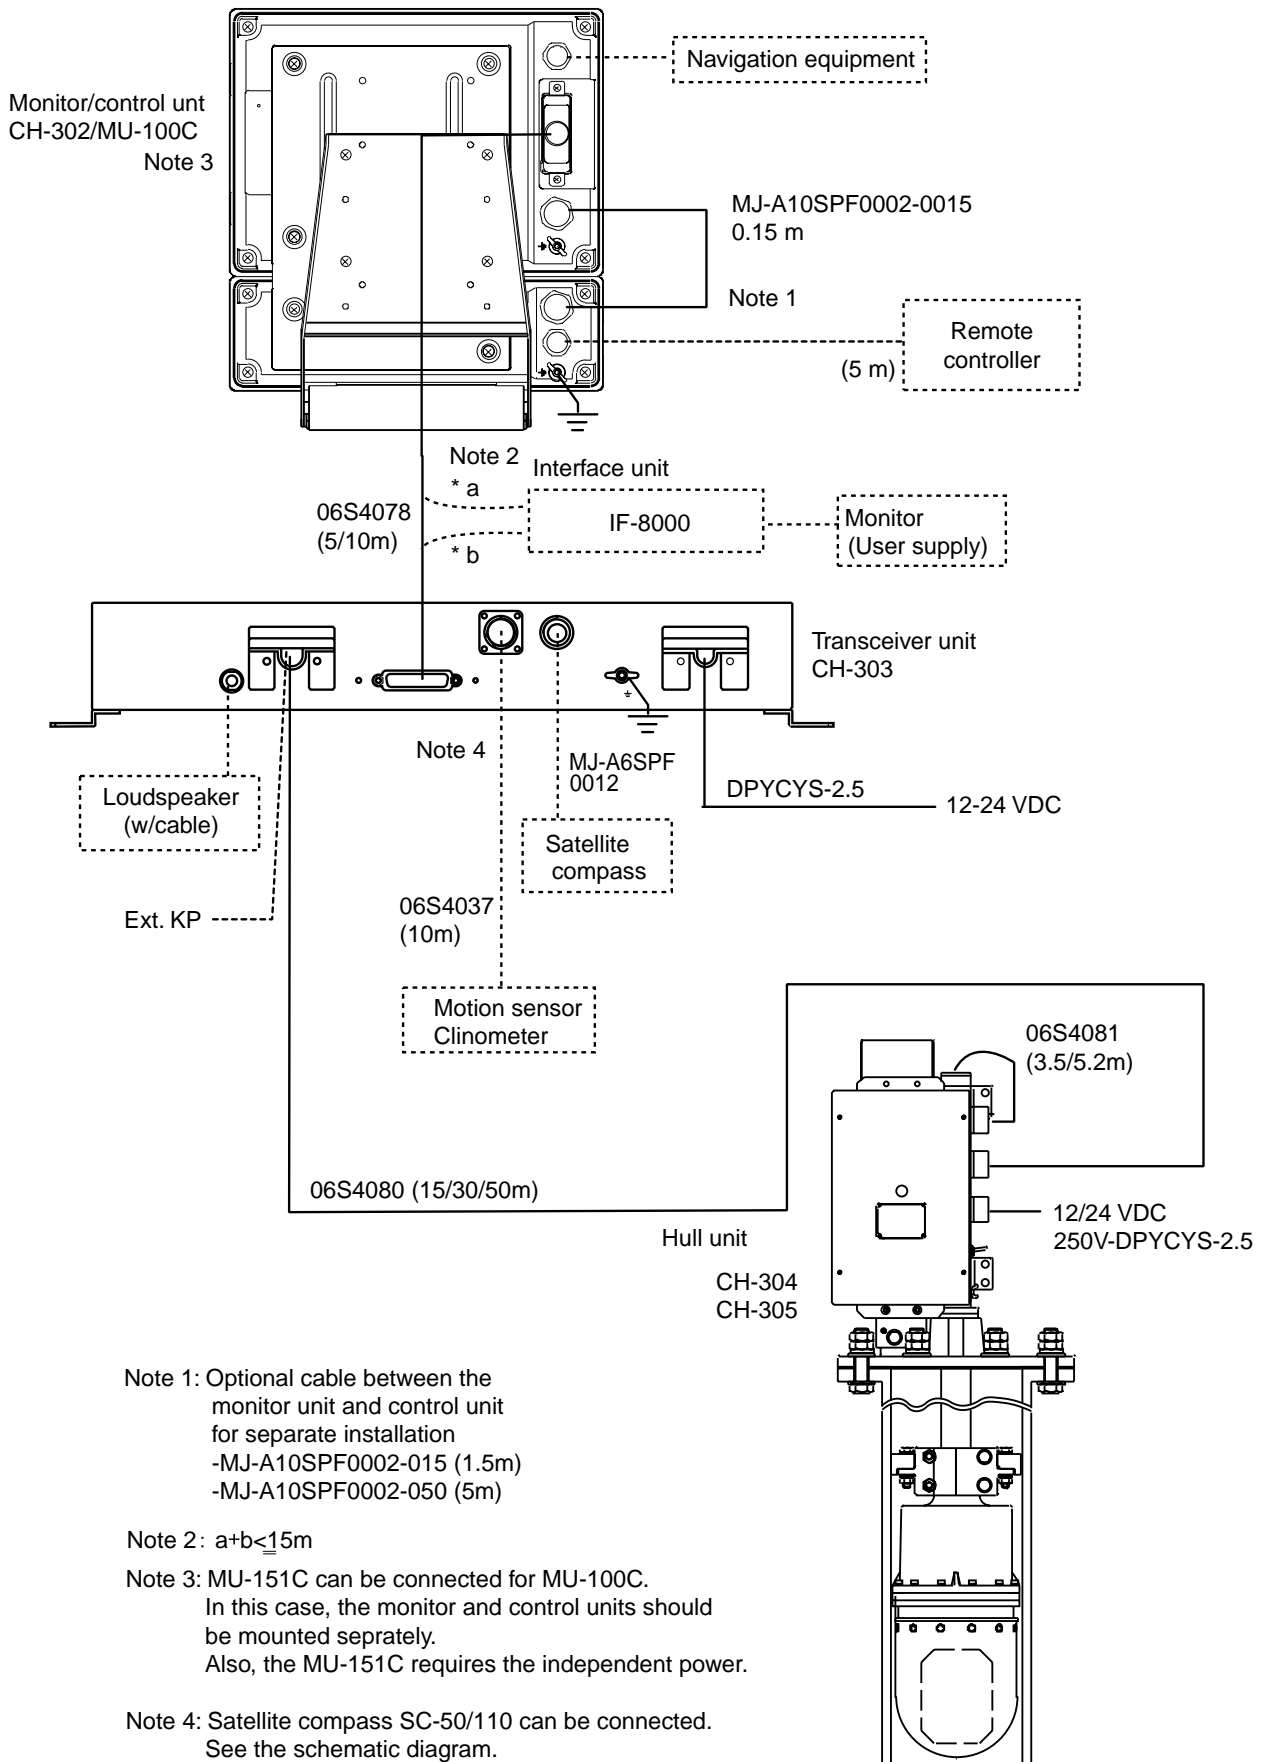 Navigation equipment
Monitor/control unt
CH-302/MU-100C
Note 3
MJ-A10SPF0002-0015
0.15 m
Note 1
Remote
controller
(5 m)
Note 2
Interface unit
* a
06S4078
(5/10m)
IF-8000
Monitor
(User supply)
* b
Transceiver unit
CH-303
Note 4
MJ-A6SPF
0012
DPYCYS-2.5
12-24 VDC
Loudspeaker
(w/cable)
Satellite
compass
Ext. KP
06S4037
(10m)
Motion sensor
Clinometer
06S4081
(3.5/5.2m)
06S4080 (15/30/50m)
12/24 VDC
250V-DPYCYS-2.5
Hull unit
CH-304
CH-305
Note 1: Optional cable between the
monitor unit and control unit
for separate installation
-MJ-A10SPF0002-015 (1.5m)
-MJ-A10SPF0002-050 (5m)
Note 2: a+b<15m
Note 3: MU-151C can be connected for MU-100C.
In this case, the monitor and control units should
be mounted seprately.
Also, the MU-151C requires the independent power.
Note 4: Satellite compass SC-50/110 can be connected.
See the schematic diagram.